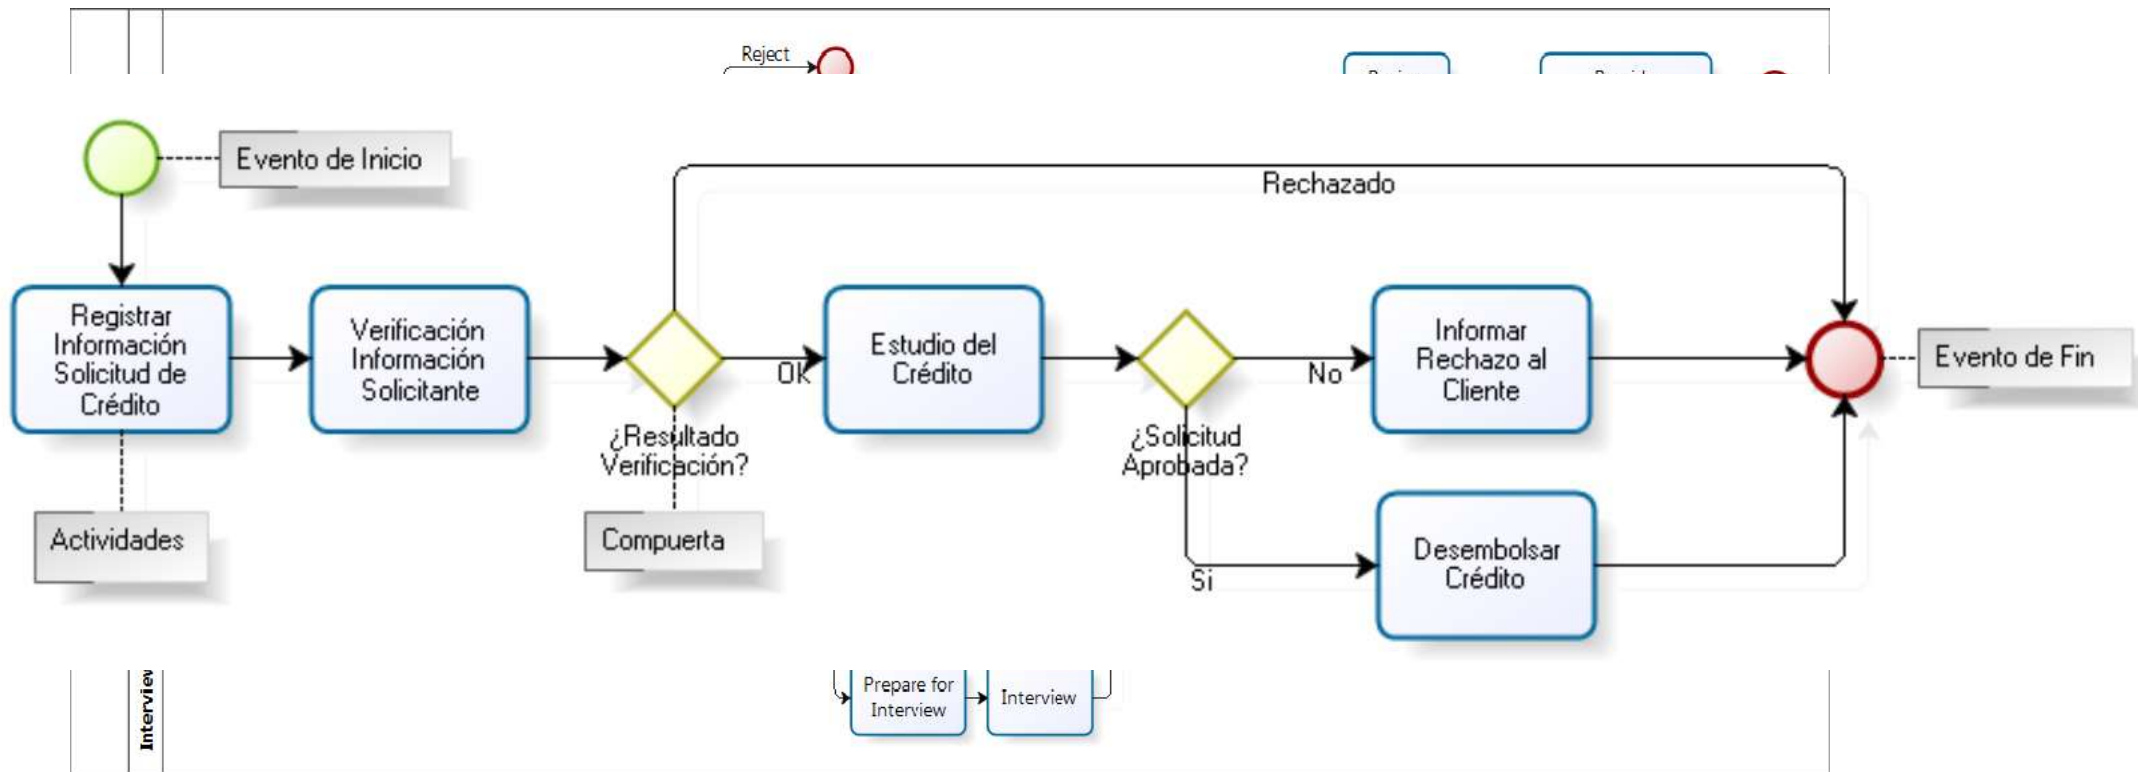 Reject
Evento de Inicio
Rechazado
Registrar
Información
Solicitud de
Crédito
Verificación
Información
Solicitante
Ok
Estudio del
Crédito
No
Informar
Rechazo al
Cliente
Evento de Fin
¿Resultado
Verificación?
¿Solicitud
Aprobada?
Actividades
Compuerta
Si
Desembolsar
Crédito
Prepare for
Interview
Interview